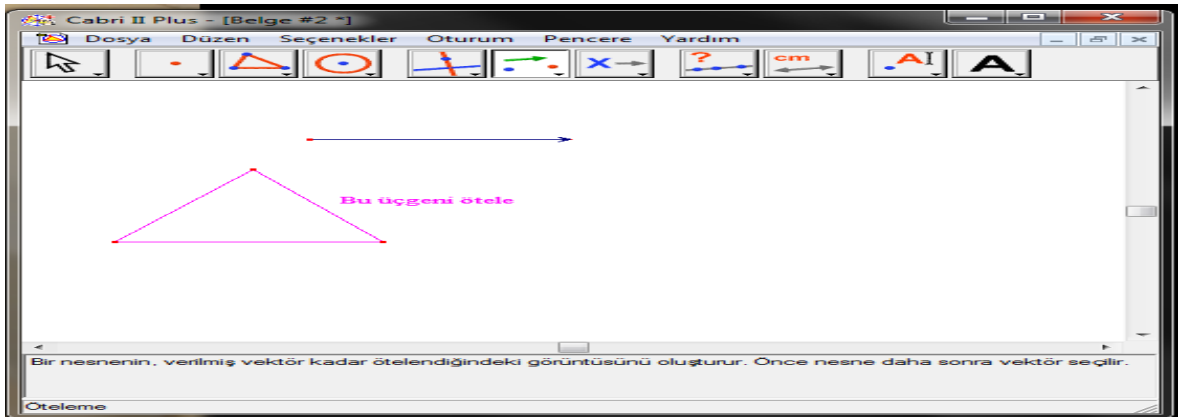 Cabri II Plus - [Belge #2 *]
Dosya Düzen Seçenekler Oturum Pencere Yardım
? cm A A
Bu üçgeni ötele
Bir nesnenin, verilmiş vektör kadar ötelendiğindeki görüntüsünü oluşturur. Önce nesne daha sonra vektör seçilir.
Öteleme